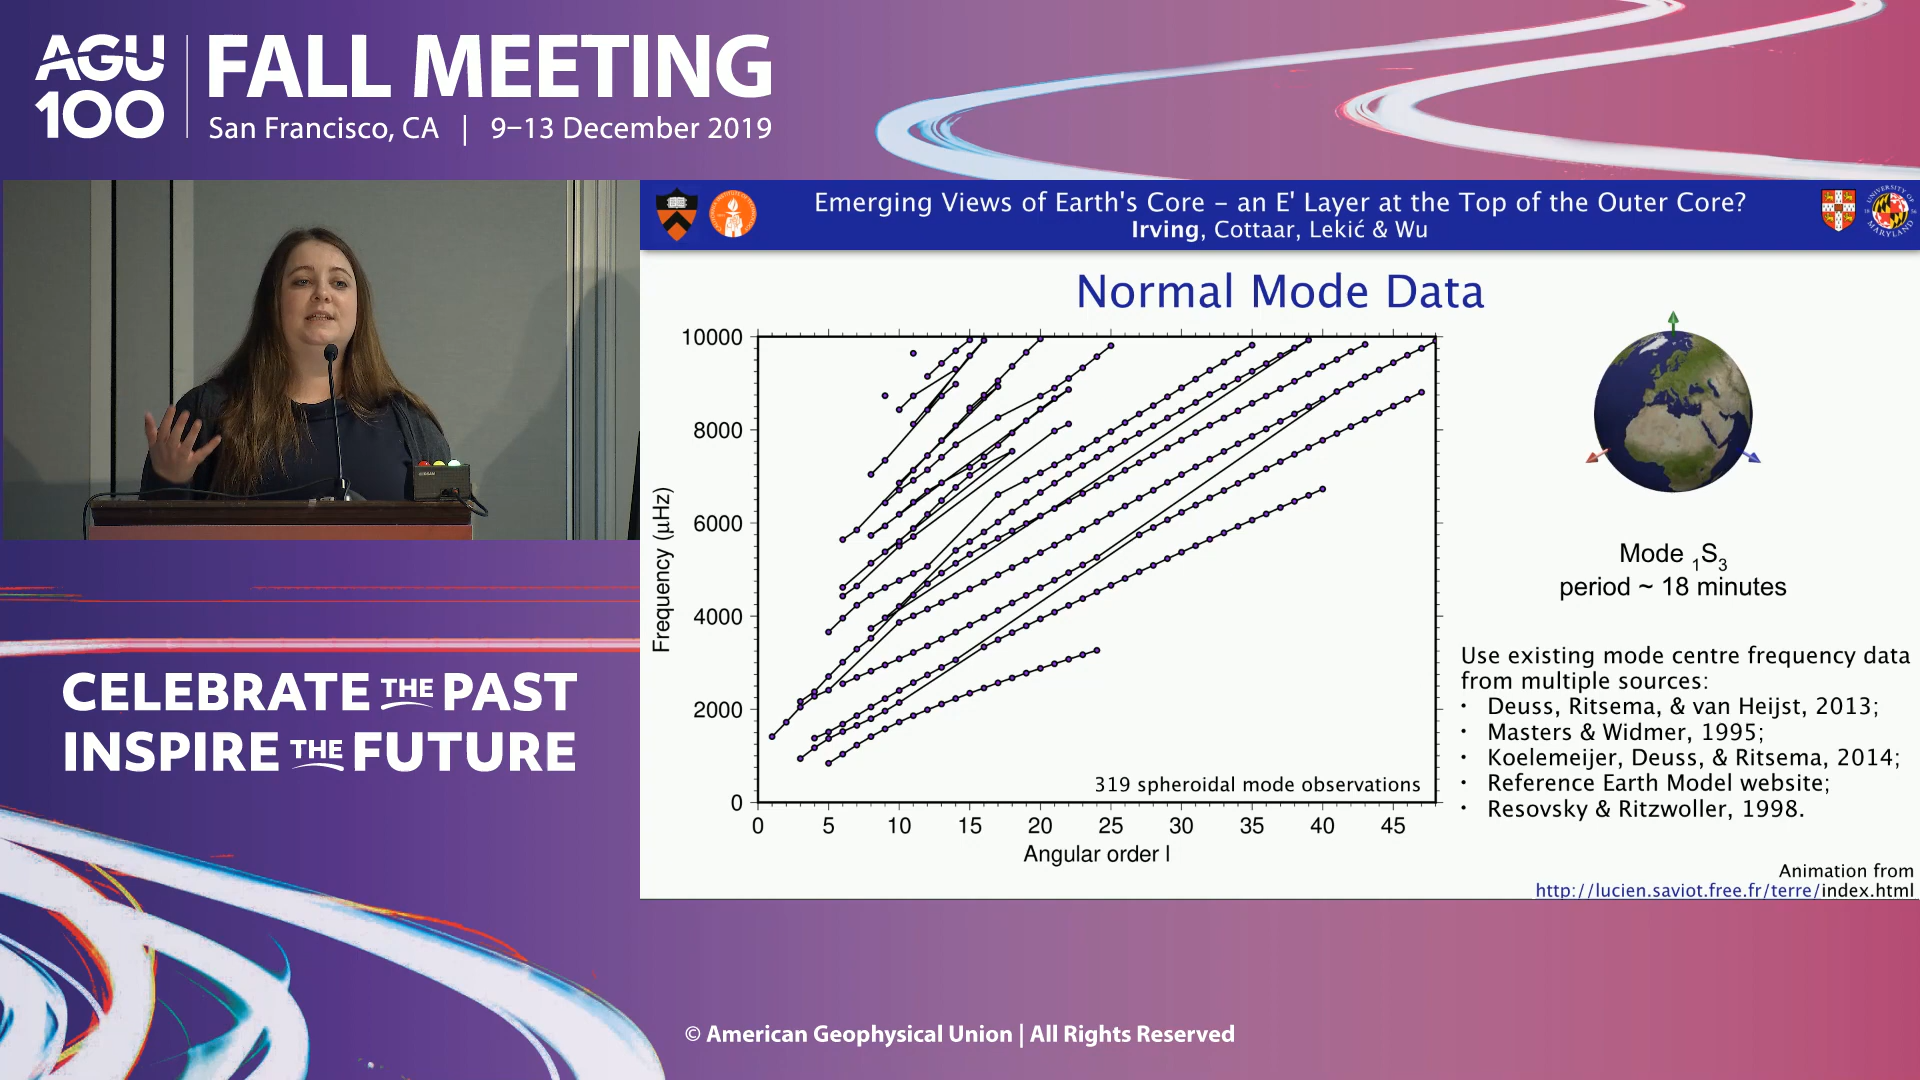 AGU
100
FALL MEETING
San Francisco, CA | 9–13 December 2019
Emerging Views of Earth's Core – an E' Layer at the Top of the Outer Core?
Irving, Cottaar, Lekić & Wu
Normal Mode Data
10000
8000
6000
4000
2000
0
Frequency (μHz)
319 spheroidal mode observations
0 5 10 15 20 25 30 35 40 45
Angular order l
Mode ₁S₃
period ~ 18 minutes
Use existing mode centre frequency data
from multiple sources:
• Deuss, Ritsema, & van Heijst, 2013;
• Masters & Widmer, 1995;
• Koelemeijer, Deuss, & Ritsema, 2014;
• Reference Earth Model website;
• Resovsky & Ritzwoller, 1998.
Animation from
http://lucien.saviot.free.fr/terre/index.html
CELEBRATE THE PAST
INSPIRE THE FUTURE
© American Geophysical Union | All Rights Reserved